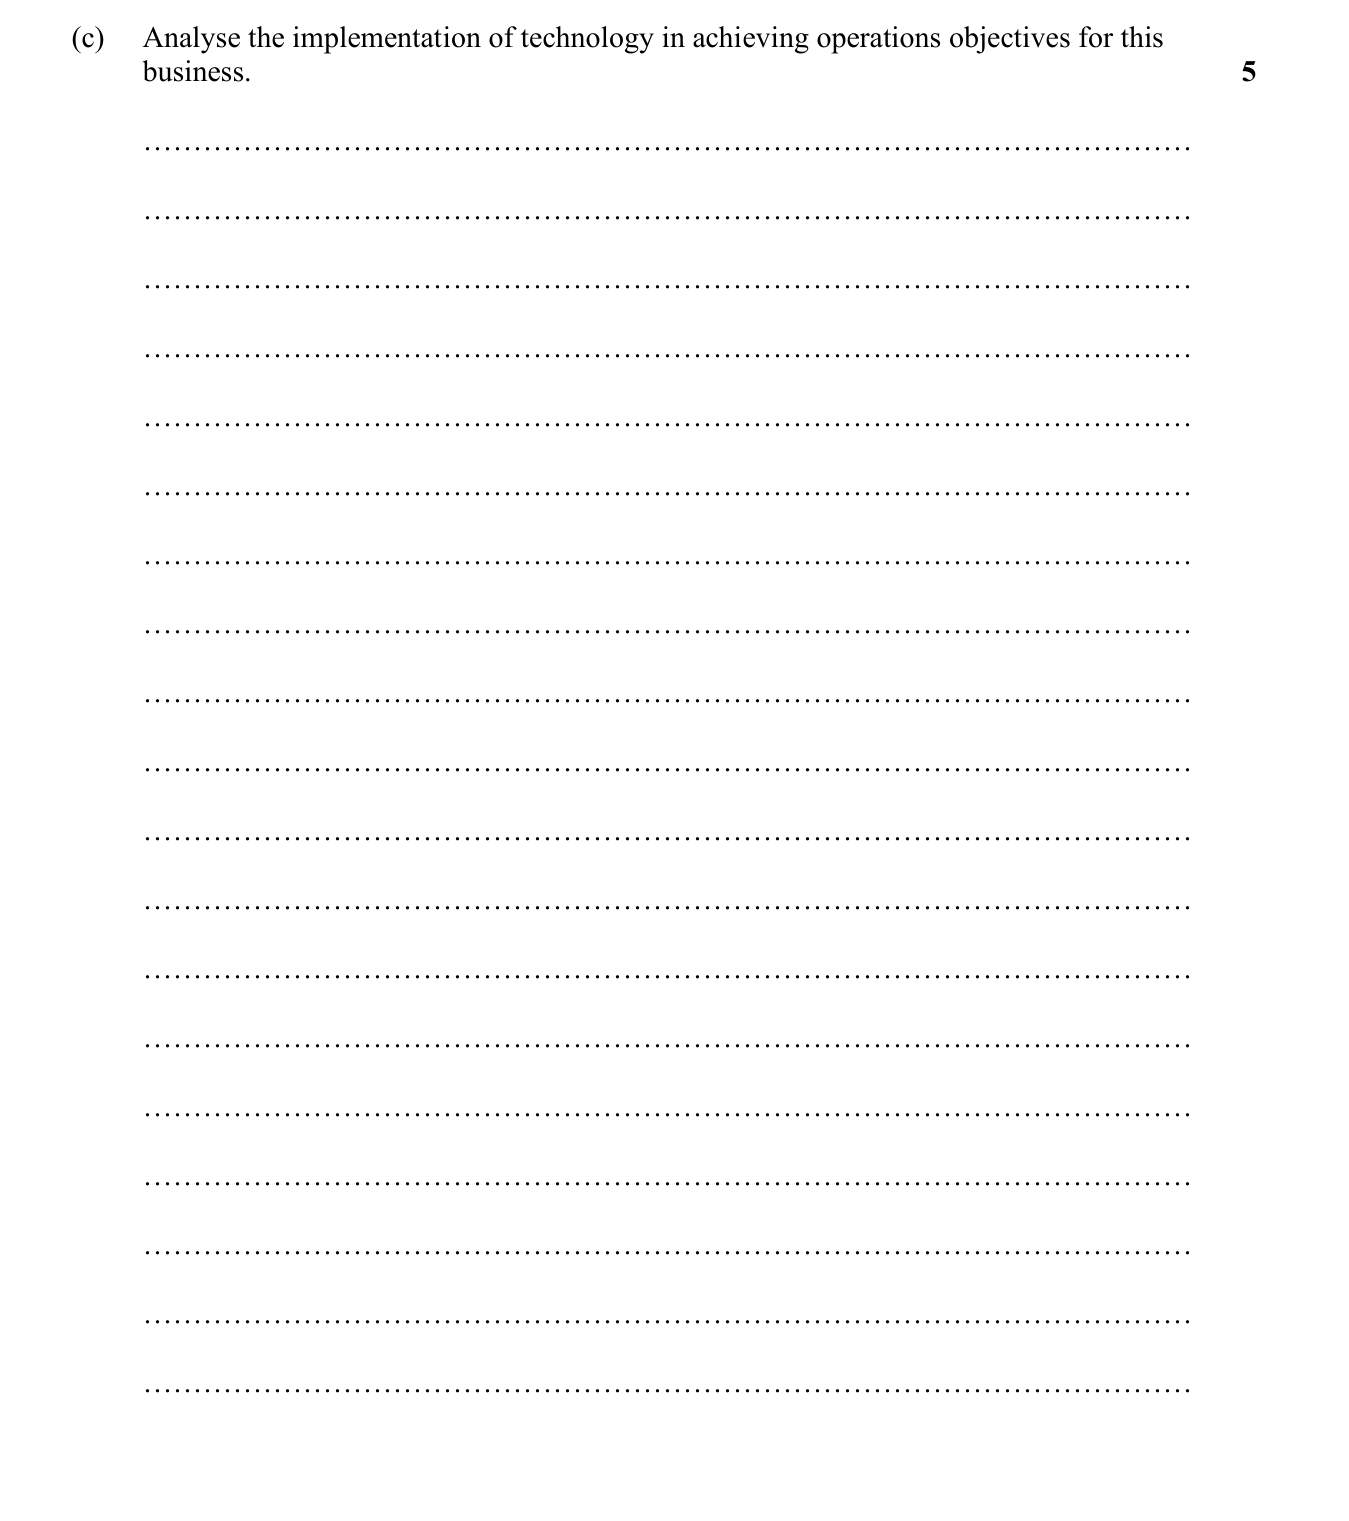 (c) Analyse the implementation of technology in achieving operations objectives for this
business. 5